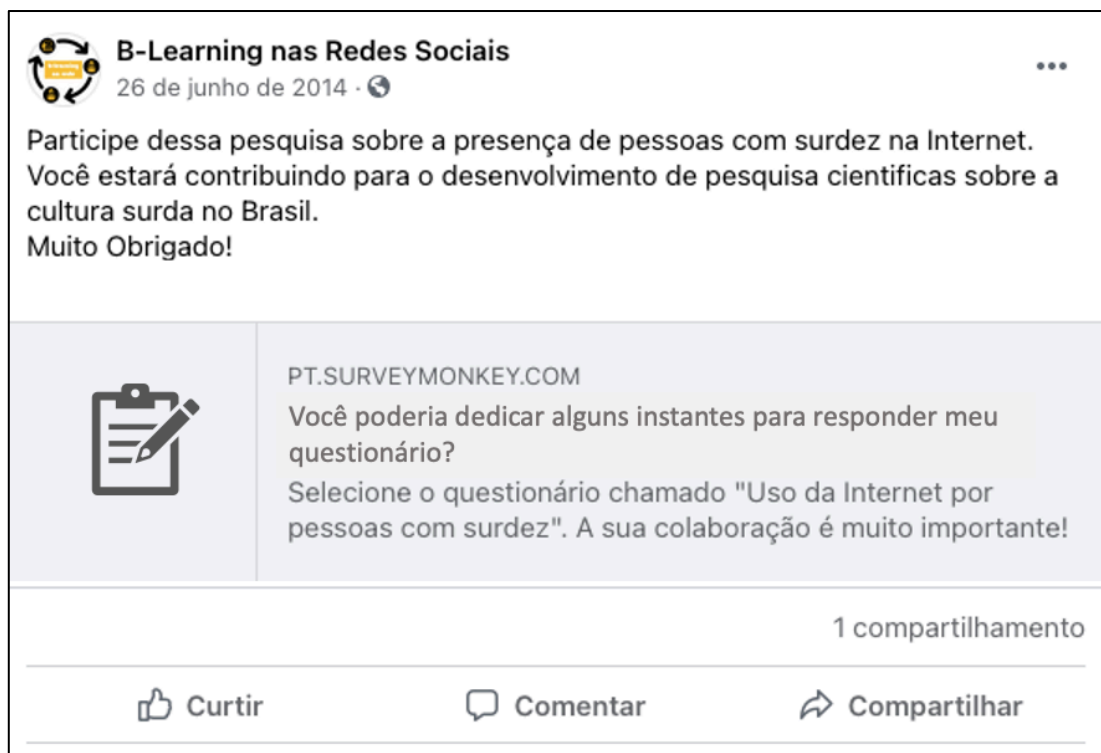 B-Learning nas Redes Sociais
26 de junho de 2014 ·
Participe dessa pesquisa sobre a presença de pessoas com surdez na Internet.
Você estará contribuindo para o desenvolvimento de pesquisa cientificas sobre a
cultura surda no Brasil.
Muito Obrigado!
PT.SURVEYMONKEY.COM
Você poderia dedicar alguns instantes para responder meu
questionário?
Selecione o questionário chamado "Uso da Internet por
pessoas com surdez". A sua colaboração é muito importante!
1 compartilhamento
Curtir Comentar Compartilhar